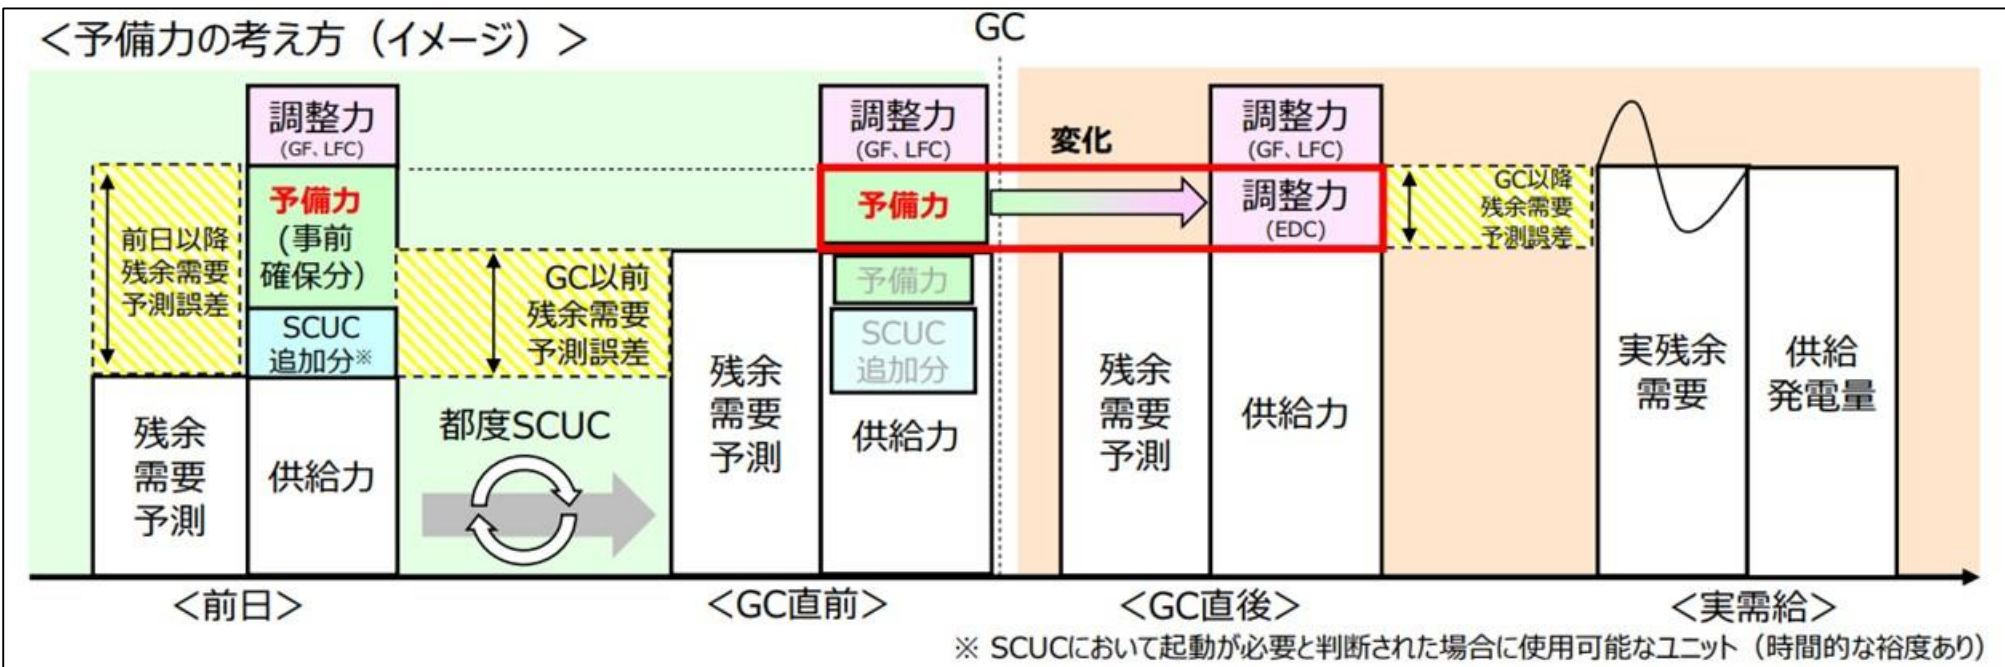 ＜予備力の考え方（イメージ）＞
GC
調整力
(GF、LFC)
予備力
(事前
確保分)
SCUC
追加分※
供給力
前日以降
残余需要
予測誤差
残余
需要
予測
GC以前
残余需要
予測誤差
都度SCUC
残余
需要
予測
調整力
(GF、LFC)
予備力
予備力
SCUC
追加分
供給力
変化
残余
需要
予測
調整力
(GF、LFC)
調整力
(EDC)
供給力
GC以降
残余需要
予測誤差
実残余
需要
供給
発電量
＜前日＞
＜GC直前＞
＜GC直後＞
＜実需給＞
※ SCUCにおいて起動が必要と判断された場合に使用可能なユニット（時間的な裕度あり）